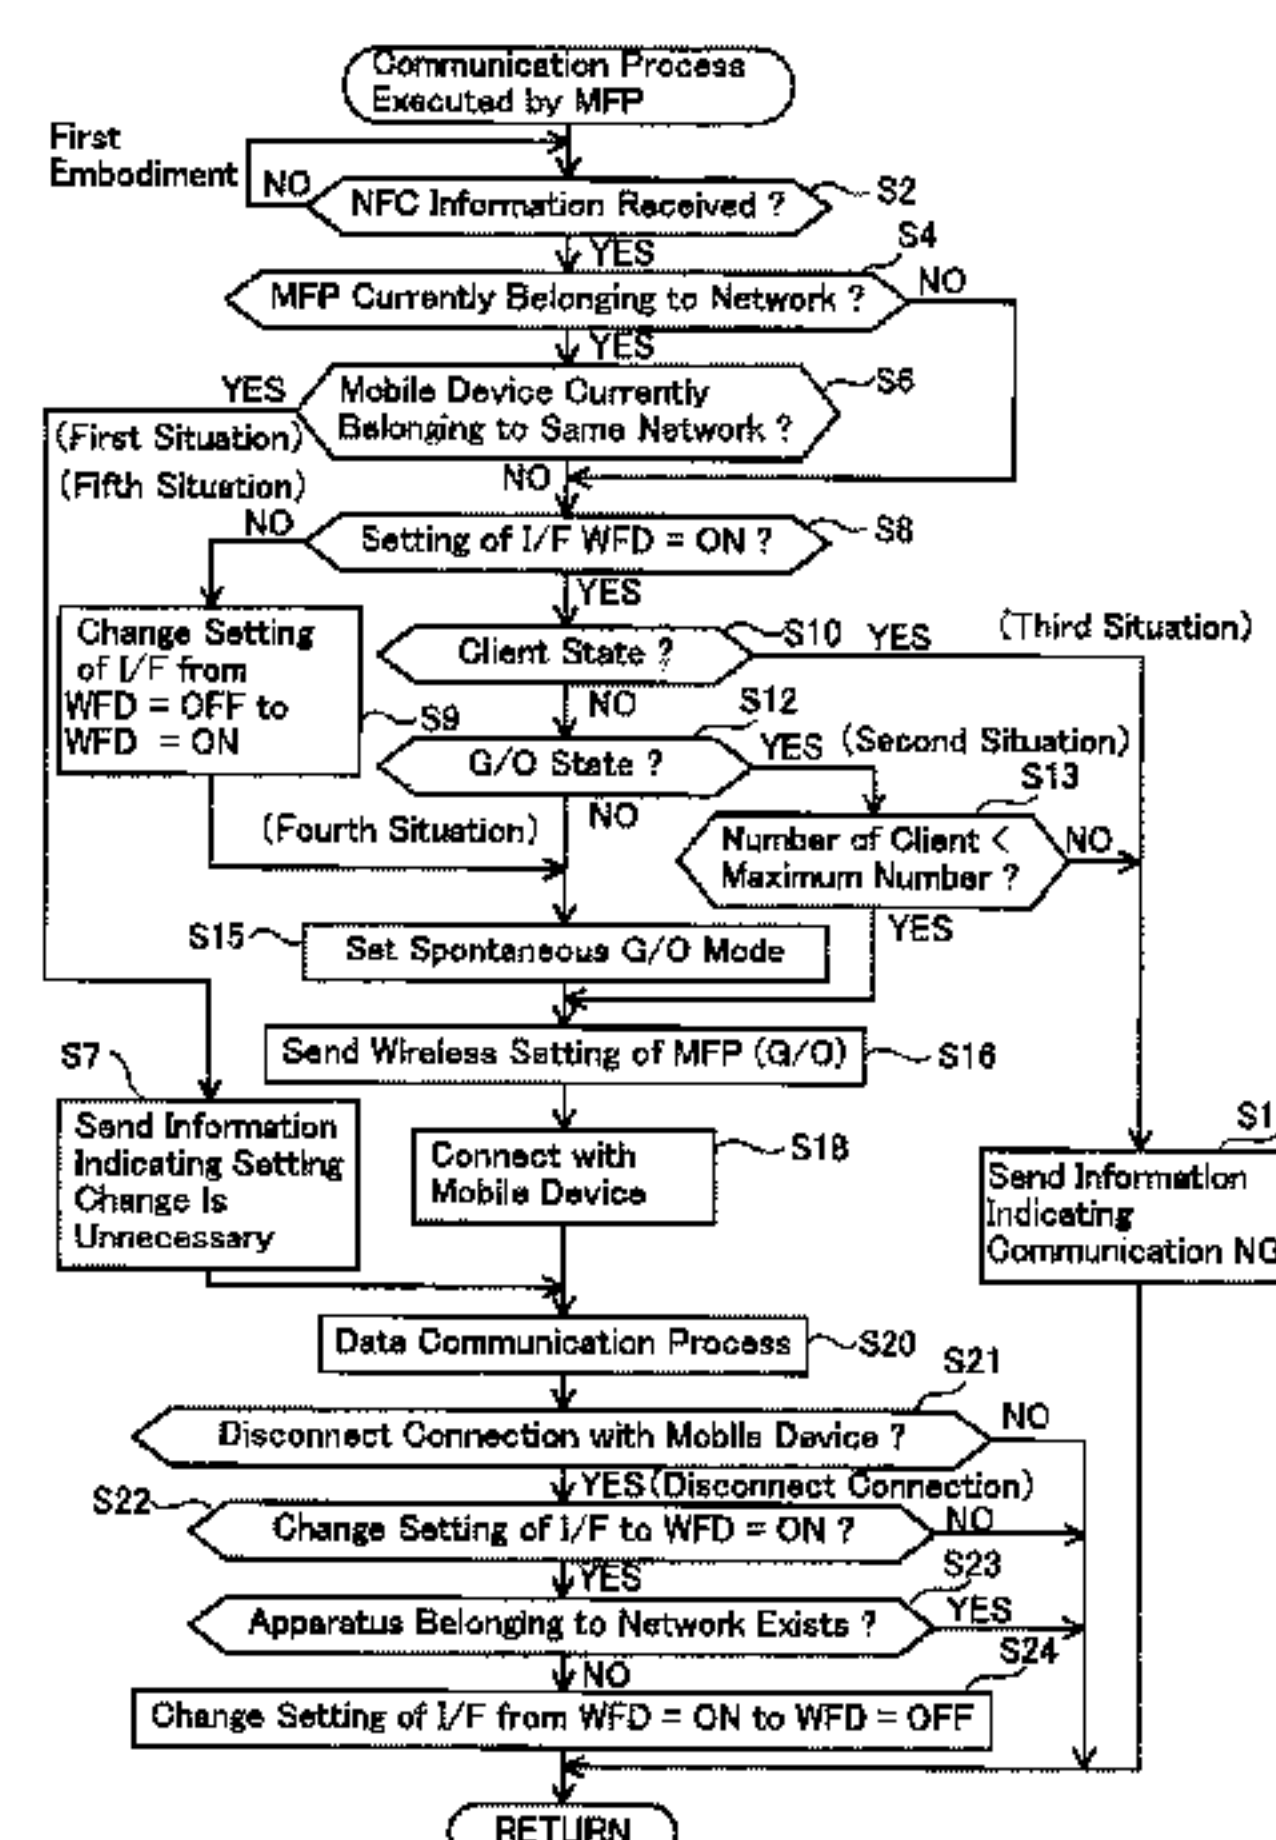 Communication Process
Executed by MFP
First
Embodiment
NO
NFC Information Received ?
S2
YES
S4
MFP Currently Belonging to Network ?
NO
YES
YES
Mobile Device Currently
Belonging to Same Network ?
S6
(First Situation)
(Fifth Situation)
NO
NO
Setting of I/F WFD = ON ?
S8
YES
Change Setting
of I/F from
WFD = OFF to
WFD = ON
S9
Client State ?
S10
YES
(Third Situation)
NO
S12
G/O State ?
YES
(Second Situation)
S13
NO
(Fourth Situation)
Number of Client <
Maximum Number ?
NO
YES
S15
Set Spontaneous G/O Mode
Send Wireless Setting of MFP (G/O)
S16
S7
Send Information
Indicating Setting
Change Is
Unnecessary
Connect with
Mobile Device
S18
Send Information
Indicating
Communication NG
Data Communication Process
S20
S21
Disconnect Connection with Mobile Device ?
NO
YES(Disconnect Connection)
S22
Change Setting of I/F to WFD = ON ?
NO
YES
S23
Apparatus Belonging to Network Exists ?
YES
NO
S24
Change Setting of I/F from WFD = ON to WFD = OFF
RETURN